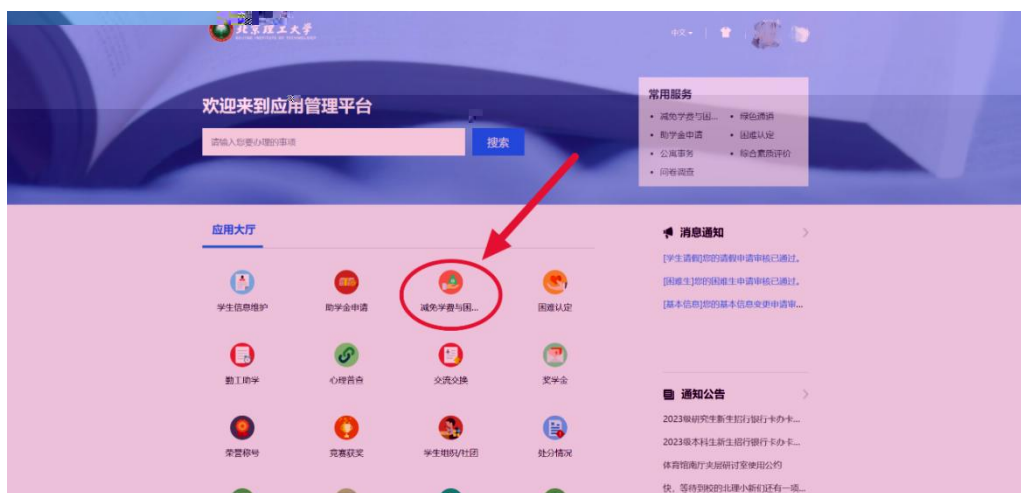 北京理工大学
BEIJING INSTITUTE OF TECHNOLOGY
中文
欢迎来到应用管理平台
请输入您要办理的事项
搜索
常用服务
减免学费与困... 绿色通道
助学金申请 困难认定
公寓事务 综合素质评价
问卷调查
应用大厅
学生信息维护 助学金申请 减免学费与困... 困难认定
勤工助学 心理普查 交流交换 奖学金
荣誉称号 竞赛获奖 学生组织/社团 处分情况
消息通知
[学生请假]您的请假申请审核已通过。
[困难生]您的困难生申请审核已通过。
[基本信息]您的基本信息变更申请审...
通知公告
2023级研究生新生招行银行卡办卡...
2023级本科生新生招行银行卡办卡...
体育馆南厅夹层研讨室使用公约
快，等待到校的北理小新们还有一项...